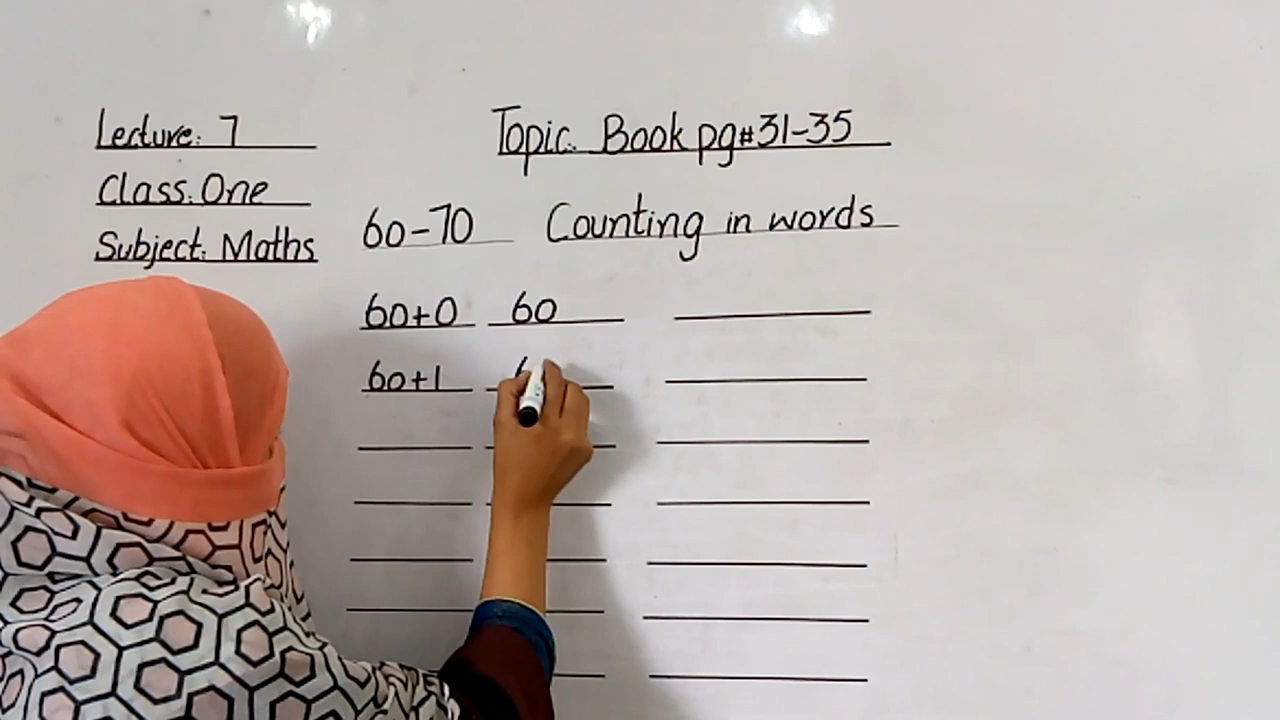 Lecture: 7
Topic: Book pg#31-35
Class: One
60-70 Counting in words
Subject: Maths
60+0 60
60+1